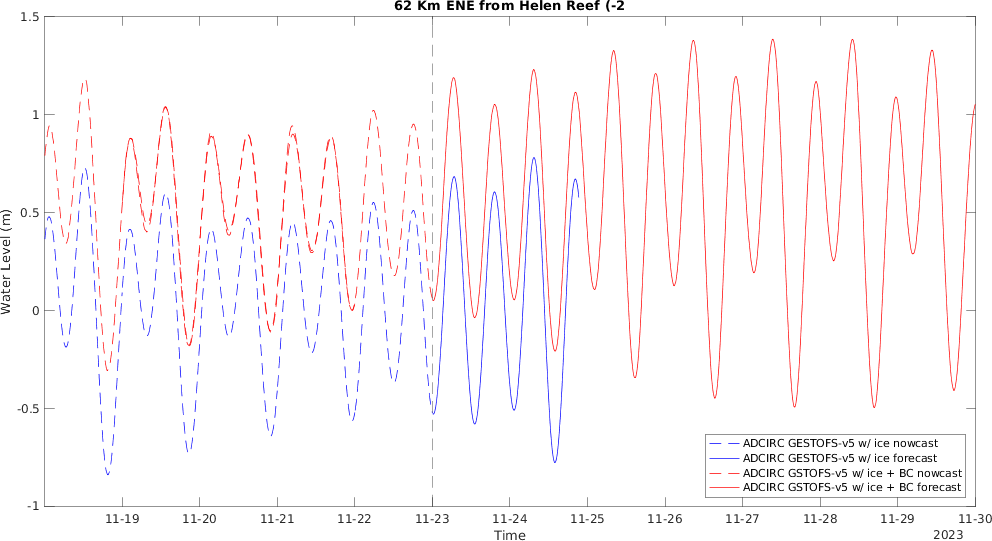 62 Km ENE from Helen Reef (-2
1.5
1
0.5
0
-0.5
-1
Water Level (m)
11-19
11-20
11-21
11-22
11-23
11-24
11-25
11-26
11-27
11-28
11-29
11-30
Time
2023
ADCIRC GESTOFS-v5 w/ ice nowcast
ADCIRC GESTOFS-v5 w/ ice forecast
ADCIRC GSTOFS-v5 w/ ice + BC nowcast
ADCIRC GSTOFS-v5 w/ ice + BC forecast